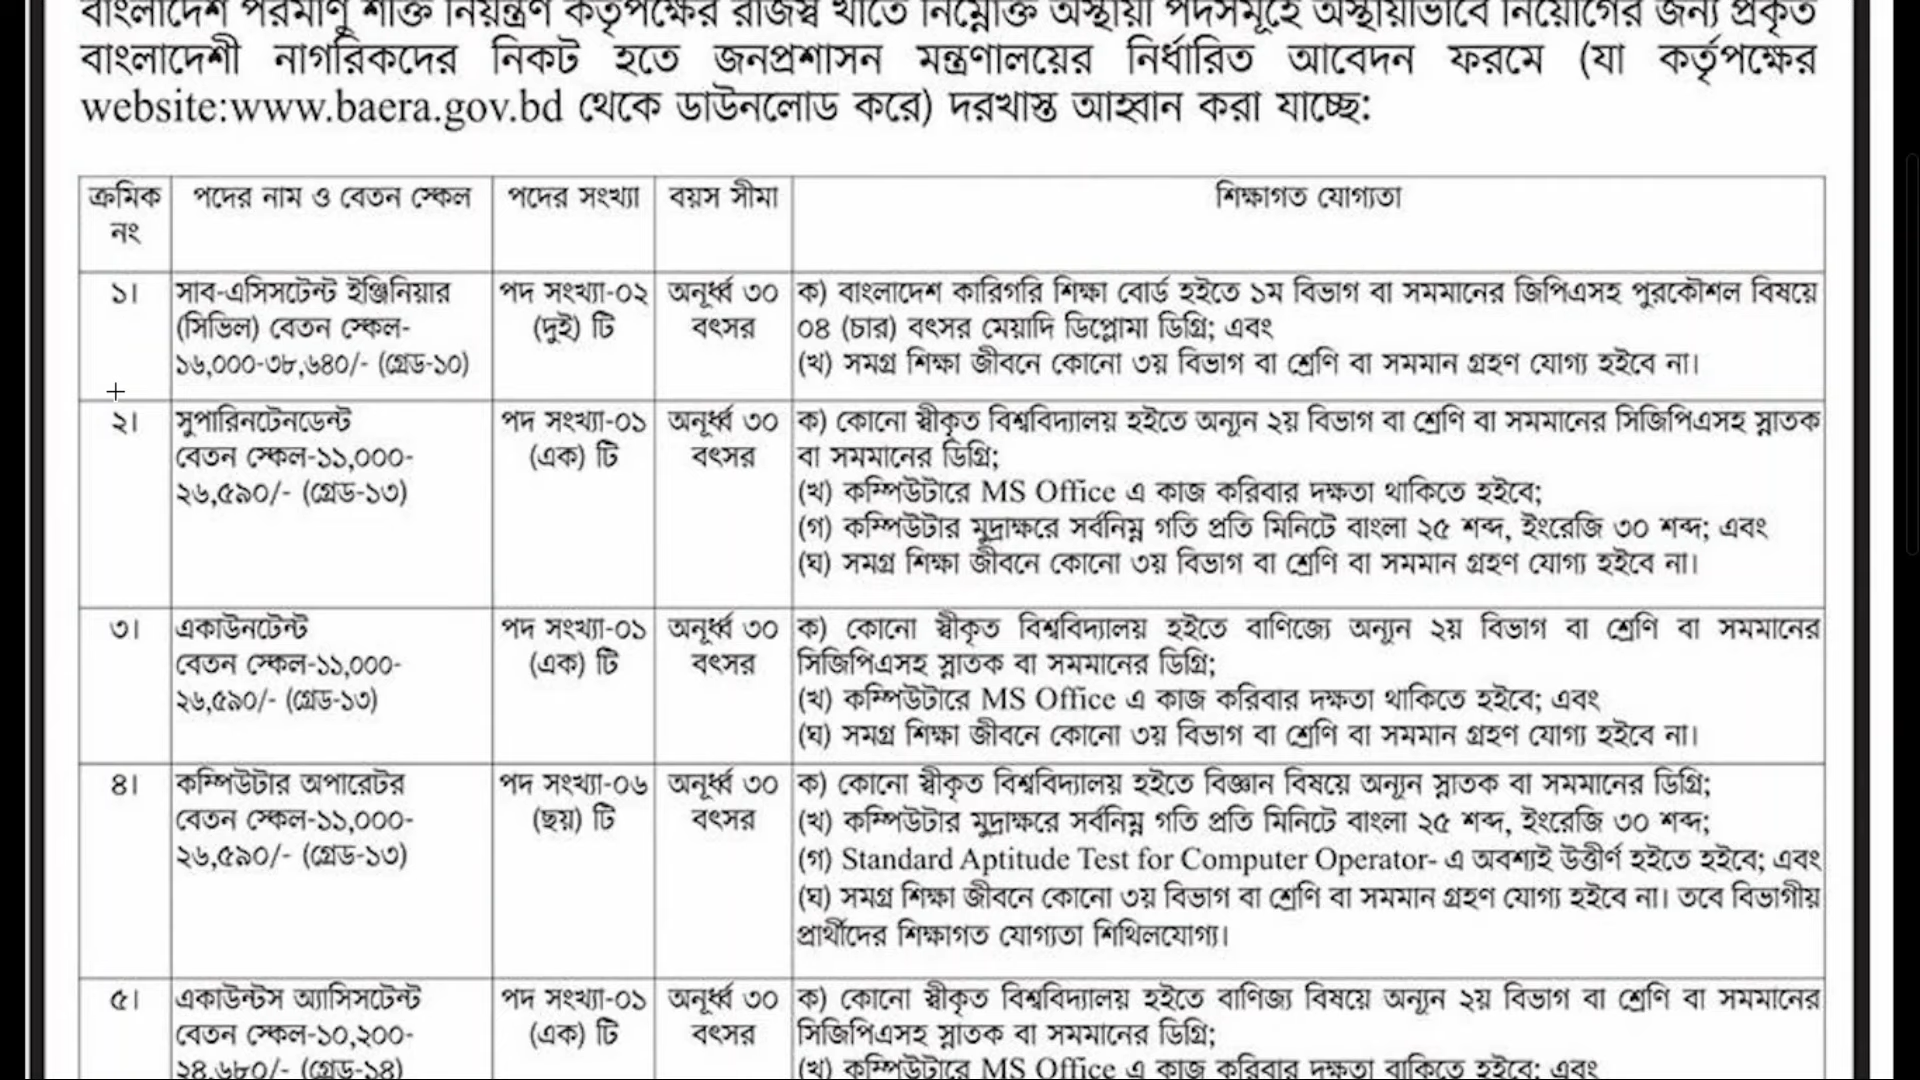 বাংলাদেশ পরমাণু শক্তি নিয়ন্ত্রণ কর্তৃপক্ষের রাজস্ব খাতে নিম্নোক্ত অস্থায়ী পদসমূহে অস্থায়ীভাবে নিয়োগের জন্য প্রকৃত
বাংলাদেশী নাগরিকদের নিকট হতে জনপ্রশাসন মন্ত্রণালয়ের নির্ধারিত আবেদন ফরমে (যা কর্তৃপক্ষের
website:www.baera.gov.bd থেকে ডাউনলোড করে) দরখাস্ত আহ্বান করা যাচ্ছে:
ক্রমিক নং
পদের নাম ও বেতন স্কেল
পদের সংখ্যা
বয়স সীমা
শিক্ষাগত যোগ্যতা
১।
সাব-এসিসটেন্ট ইঞ্জিনিয়ার
(সিভিল) বেতন স্কেল-
১৬,০০০-৩৮,৬৪০/- (গ্রেড-১০)
পদ সংখ্যা-০২
(দুই) টি
অনূর্ধ্ব ৩০
বৎসর
ক) বাংলাদেশ কারিগরি শিক্ষা বোর্ড হইতে ১ম বিভাগ বা সমমানের জিপিএসহ পুরকৌশল বিষয়ে
০৪ (চার) বৎসর মেয়াদি ডিপ্লোমা ডিগ্রি; এবং
(খ) সমগ্র শিক্ষা জীবনে কোনো ৩য় বিভাগ বা শ্রেণি বা সমমান গ্রহণ যোগ্য হইবে না।
২।
সুপারিনটেনডেন্ট
বেতন স্কেল-১১,০০০-
২৬,৫৯০/- (গ্রেড-১৩)
পদ সংখ্যা-০১
(এক) টি
অনূর্ধ্ব ৩০
বৎসর
ক) কোনো স্বীকৃত বিশ্ববিদ্যালয় হইতে অন্যূন ২য় বিভাগ বা শ্রেণি বা সমমানের সিজিপিএসহ স্নাতক
বা সমমানের ডিগ্রি;
(খ) কম্পিউটারে MS Office এ কাজ করিবার দক্ষতা থাকিতে হইবে;
(গ) কম্পিউটার মুদ্রাক্ষরে সর্বনিম্ন গতি প্রতি মিনিটে বাংলা ২৫ শব্দ, ইংরেজি ৩০ শব্দ; এবং
(ঘ) সমগ্র শিক্ষা জীবনে কোনো ৩য় বিভাগ বা শ্রেণি বা সমমান গ্রহণ যোগ্য হইবে না।
৩।
একাউনটেন্ট
বেতন স্কেল-১১,০০০-
২৬,৫৯০/- (গ্রেড-১৩)
পদ সংখ্যা-০১
(এক) টি
অনূর্ধ্ব ৩০
বৎসর
ক) কোনো স্বীকৃত বিশ্ববিদ্যালয় হইতে বাণিজ্যে অন্যূন ২য় বিভাগ বা শ্রেণি বা সমমানের
সিজিপিএসহ স্নাতক বা সমমানের ডিগ্রি;
(খ) কম্পিউটারে MS Office এ কাজ করিবার দক্ষতা থাকিতে হইবে; এবং
(ঘ) সমগ্র শিক্ষা জীবনে কোনো ৩য় বিভাগ বা শ্রেণি বা সমমান গ্রহণ যোগ্য হইবে না।
৪।
কম্পিউটার অপারেটর
বেতন স্কেল-১১,০০০-
২৬,৫৯০/- (গ্রেড-১৩)
পদ সংখ্যা-০৬
(ছয়) টি
অনূর্ধ্ব ৩০
বৎসর
ক) কোনো স্বীকৃত বিশ্ববিদ্যালয় হইতে বিজ্ঞান বিষয়ে অন্যূন স্নাতক বা সমমানের ডিগ্রি;
(খ) কম্পিউটার মুদ্রাক্ষরে সর্বনিম্ন গতি প্রতি মিনিটে বাংলা ২৫ শব্দ, ইংরেজি ৩০ শব্দ;
(গ) Standard Aptitude Test for Computer Operator- এ অবশ্যই উত্তীর্ণ হইতে হইবে; এবং
(ঘ) সমগ্র শিক্ষা জীবনে কোনো ৩য় বিভাগ বা শ্রেণি বা সমমান গ্রহণ যোগ্য হইবে না। তবে বিভাগীয়
প্রার্থীদের শিক্ষাগত যোগ্যতা শিথিলযোগ্য।
৫।
একাউন্টস অ্যাসিসটেন্ট
বেতন স্কেল-১০,২০০-
২৪,৬৮০/- (গ্রেড-১৪)
পদ সংখ্যা-০১
(এক) টি
অনূর্ধ্ব ৩০
বৎসর
ক) কোনো স্বীকৃত বিশ্ববিদ্যালয় হইতে বাণিজ্য বিষয়ে অন্যূন ২য় বিভাগ বা শ্রেণি বা সমমানের
সিজিপিএসহ স্নাতক বা সমমানের ডিগ্রি;
(খ) কম্পিউটারে MS Office এ কাজ করিবার দক্ষতা থাকিতে হইবে; এবং